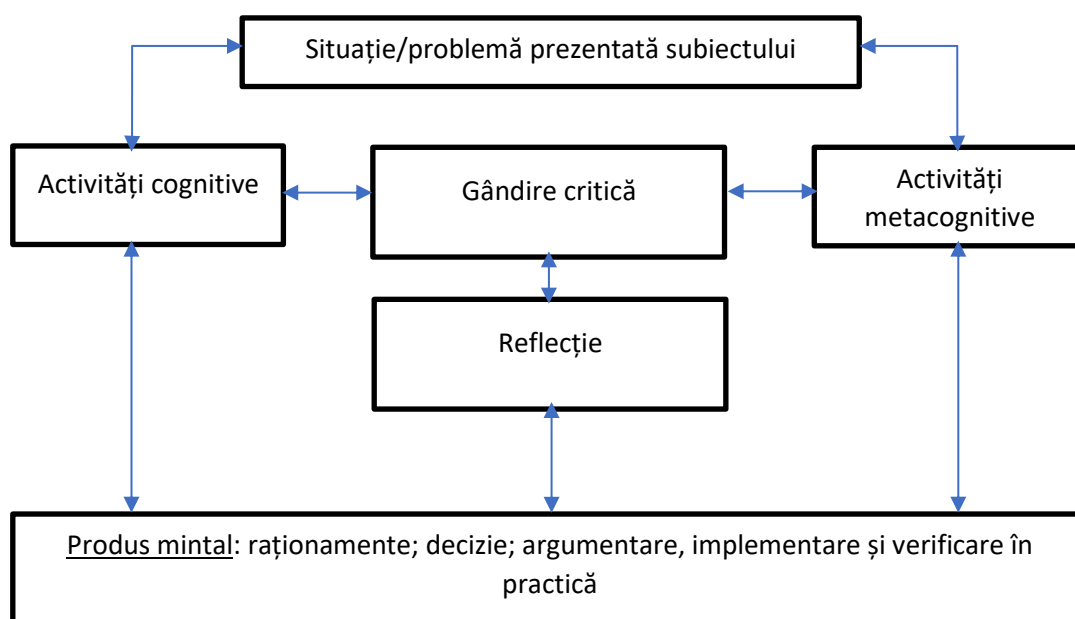 Situație/problemă prezentată subiectului
Activități cognitive
Gândire critică
Activități
metacognitive
Reflecție
Produs mintal: raționamente; decizie; argumentare, implementare și verificare în
practică